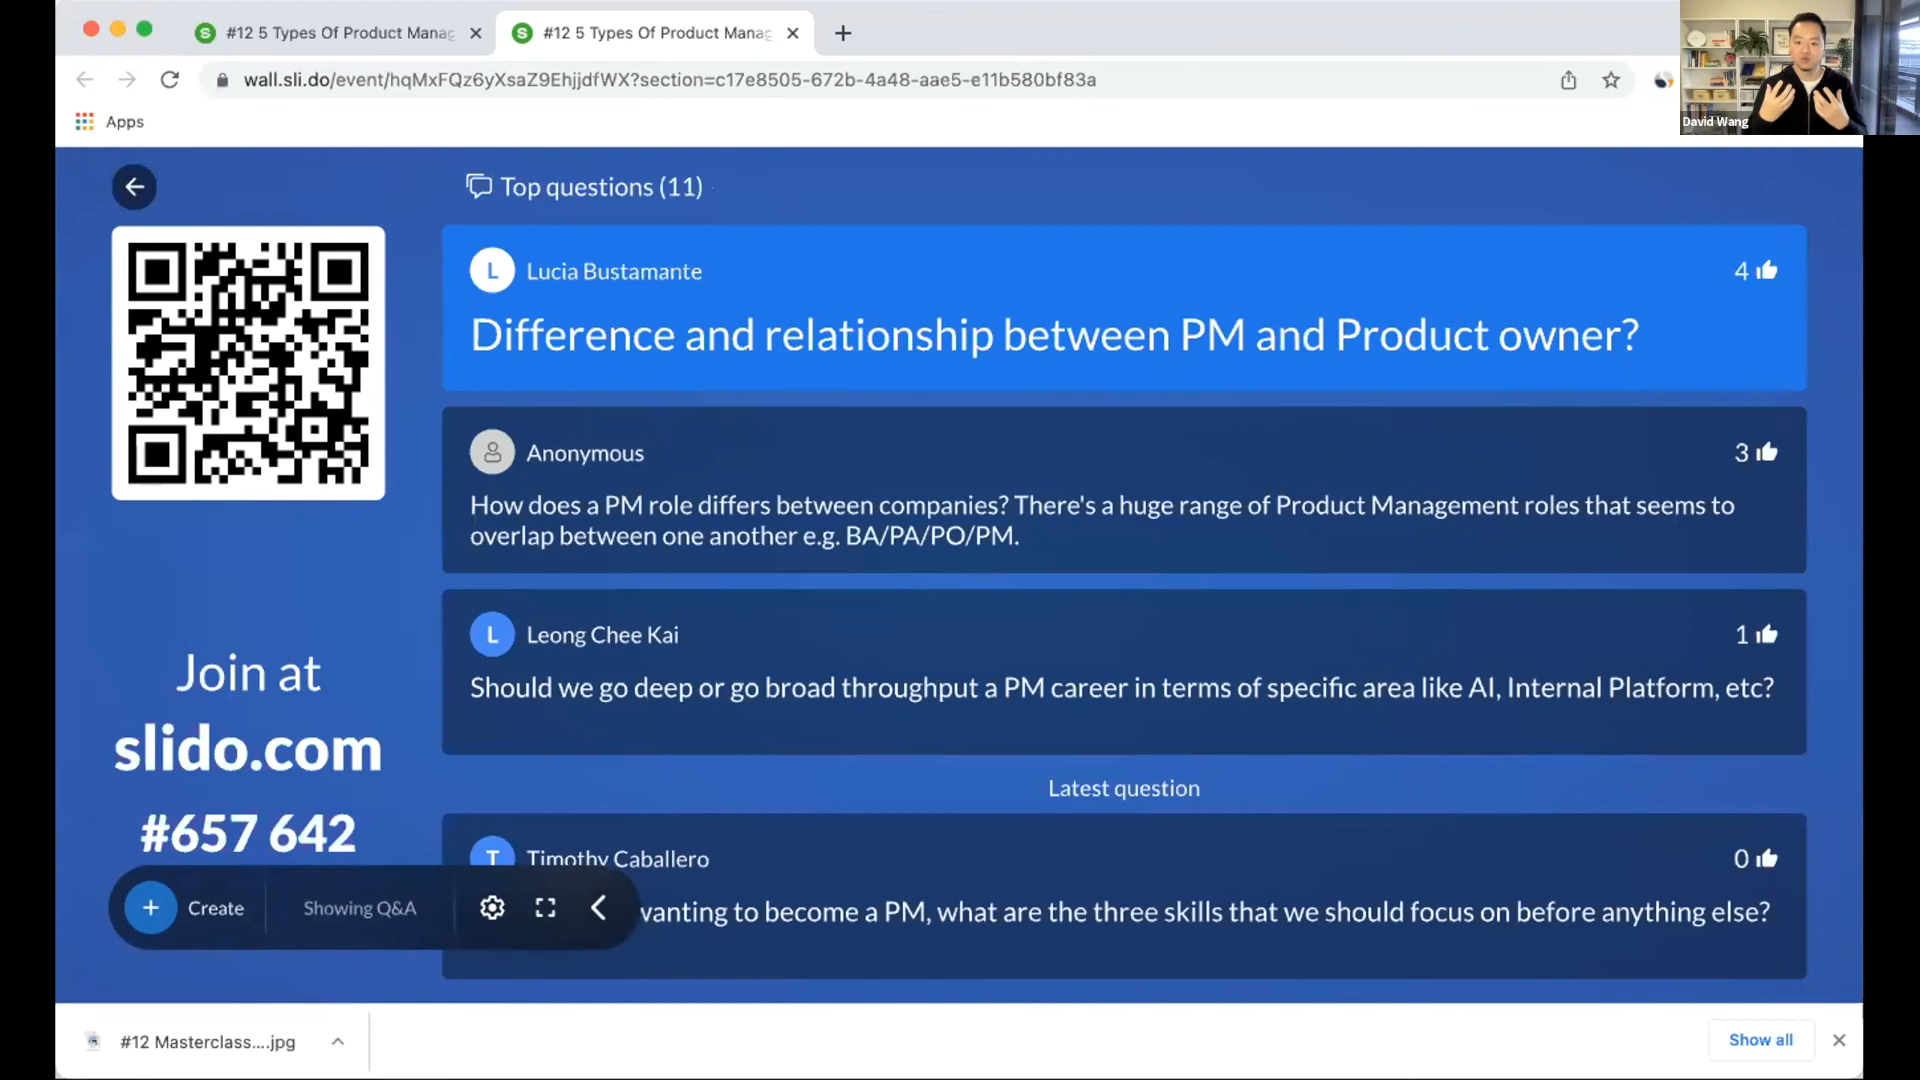 #12 5 Types Of Product Manag
#12 5 Types Of Product Manag
wall.sli.do/event/hqMxFQz6yXsaZ9EhjjdfWX?section=c17e8505-672b-4a48-aae5-e11b580bf83a
Apps
David Wang
Top questions (11)
L
Lucia Bustamante
4
Difference and relationship between PM and Product owner?
Anonymous
3
How does a PM role differs between companies? There's a huge range of Product Management roles that seems to
overlap between one another e.g. BA/PA/PO/PM.
L
Leong Chee Kai
1
Should we go deep or go broad throughput a PM career in terms of specific area like AI, Internal Platform, etc?
Join at
slido.com
#657 642
Latest question
T
Timothy Caballero
0
wanting to become a PM, what are the three skills that we should focus on before anything else?
Create
Showing Q&A
#12 Masterclass....jpg
Show all